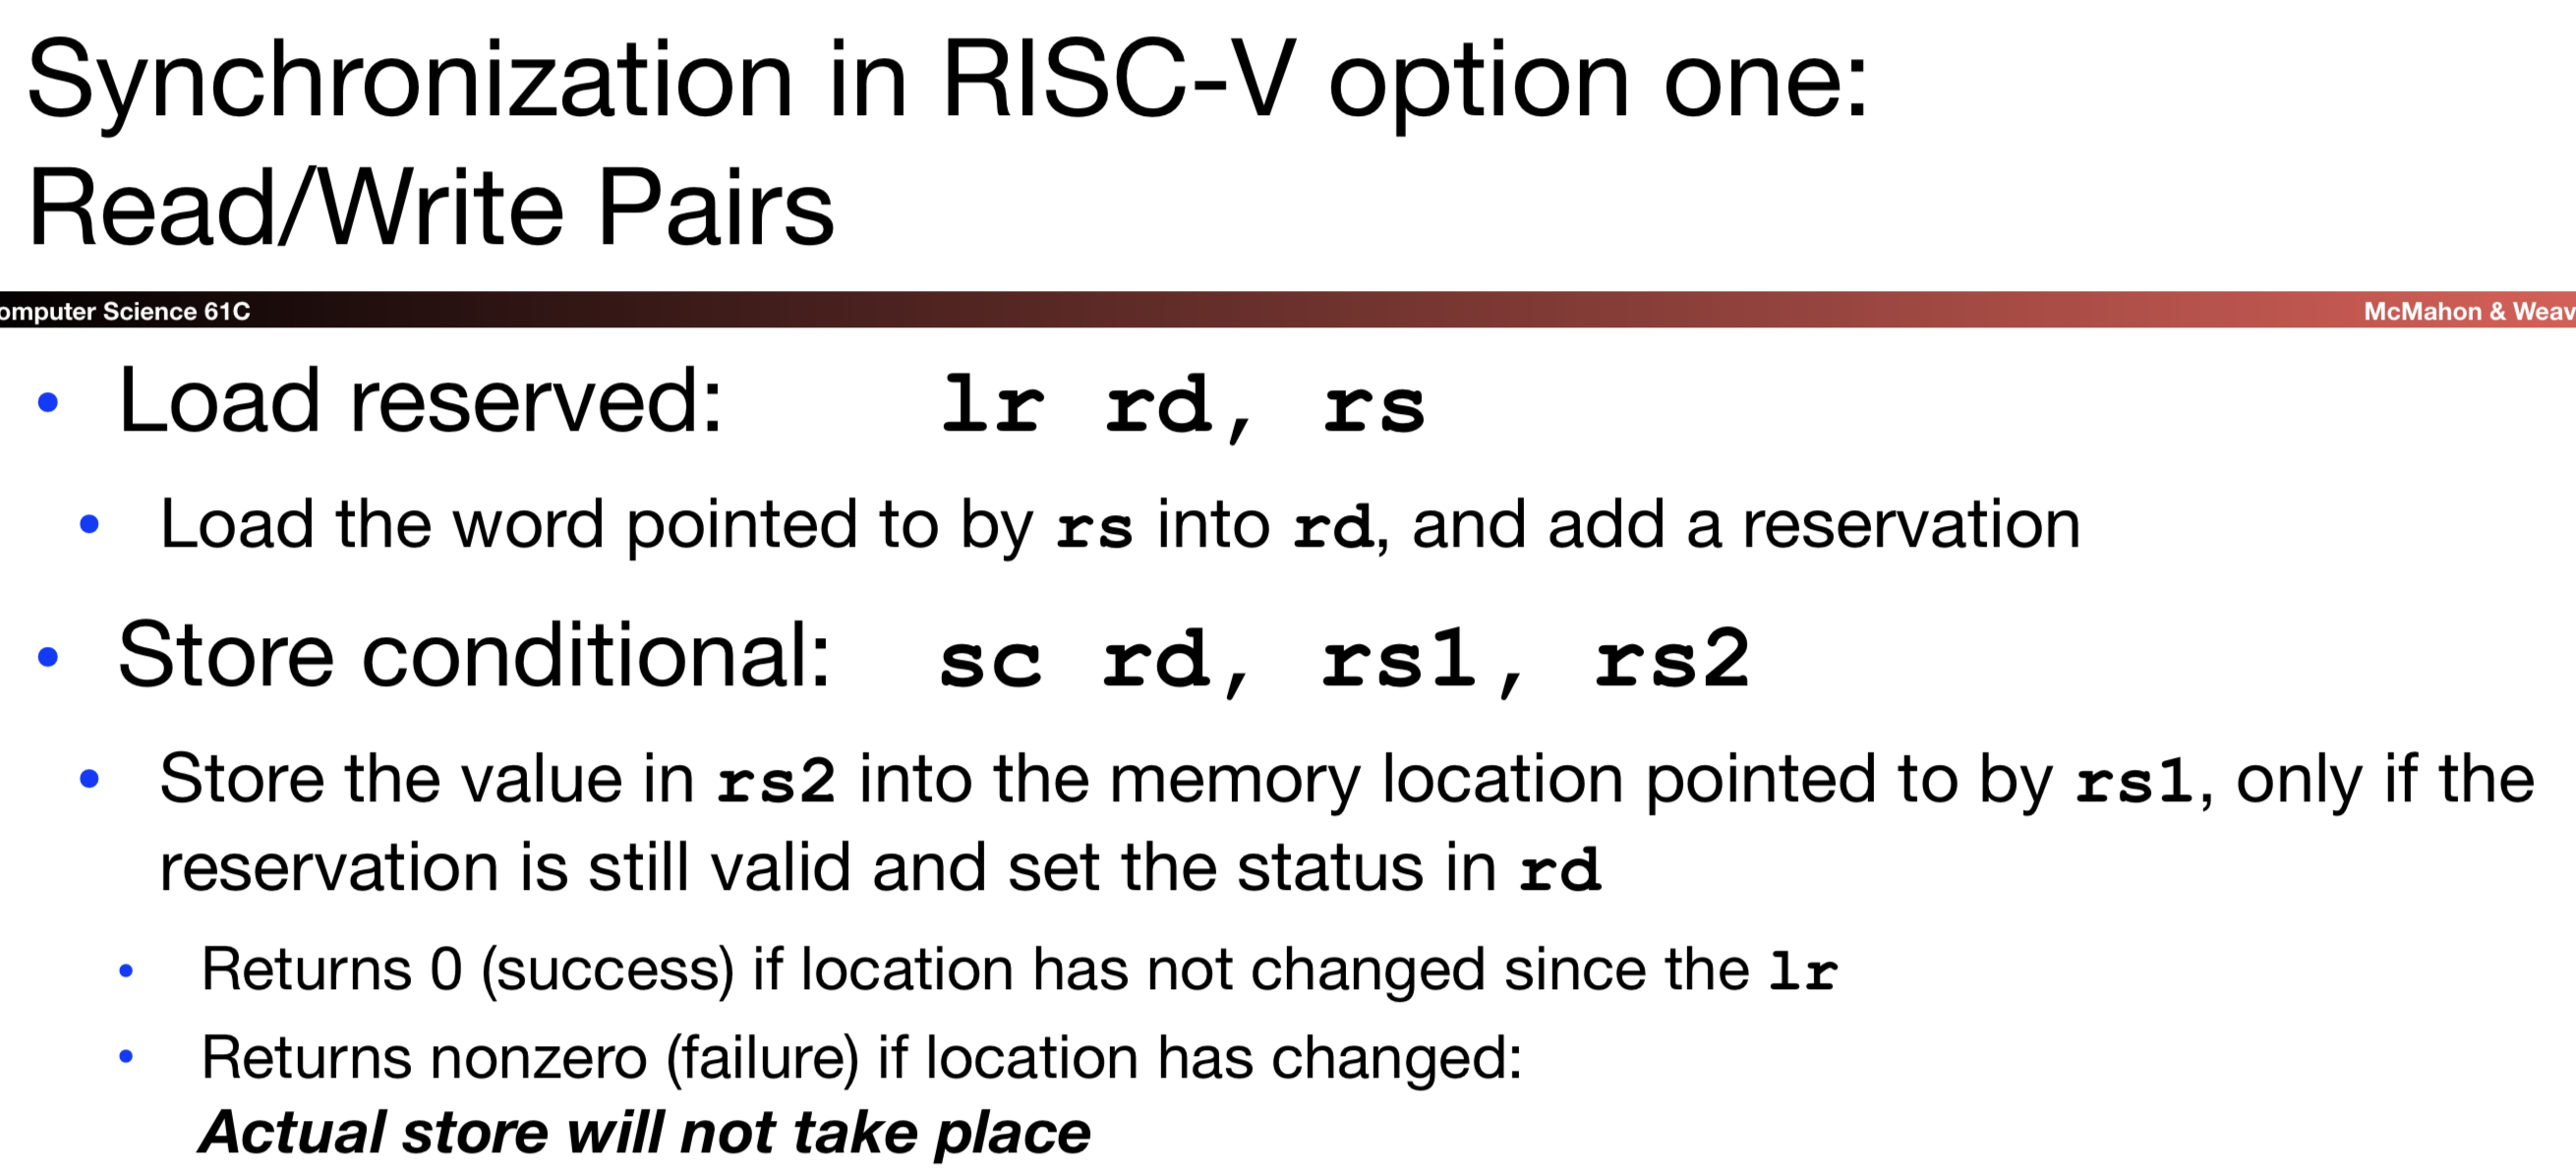 Synchronization in RISC-V option one:
Read/Write Pairs
omputer Science 61C
McMahon & Weav
• Load reserved: lr rd, rs
• Load the word pointed to by rs into rd, and add a reservation
• Store conditional: sc rd, rs1, rs2
• Store the value in rs2 into the memory location pointed to by rs1, only if the
reservation is still valid and set the status in rd
• Returns 0 (success) if location has not changed since the lr
• Returns nonzero (failure) if location has changed:
Actual store will not take place